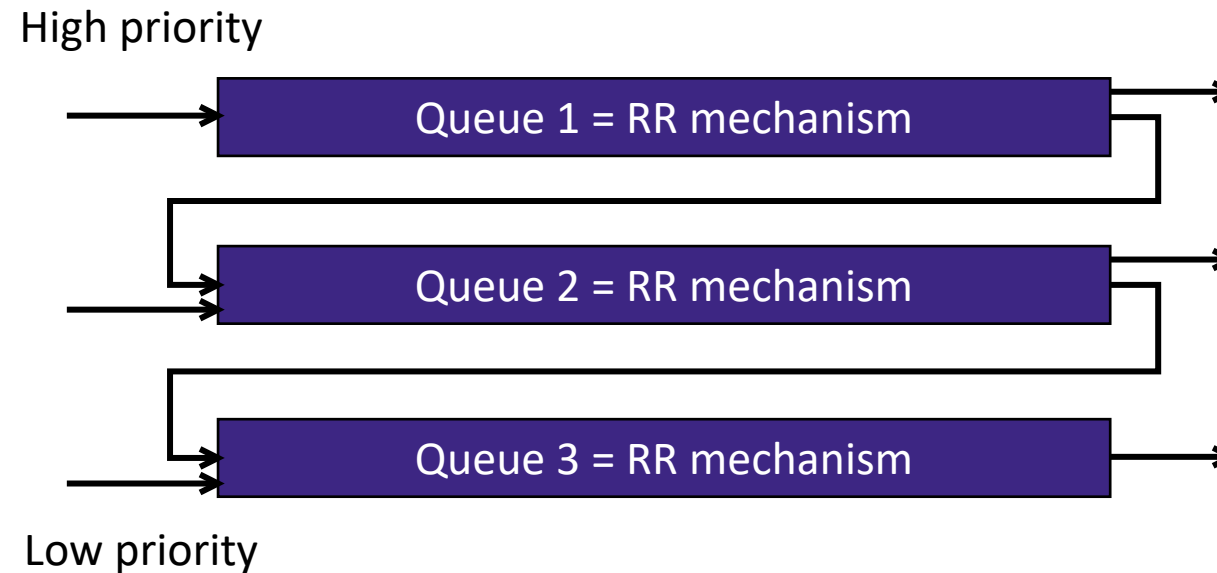 High priority
Queue 1 = RR mechanism
Queue 2 = RR mechanism
Queue 3 = RR mechanism
Low priority